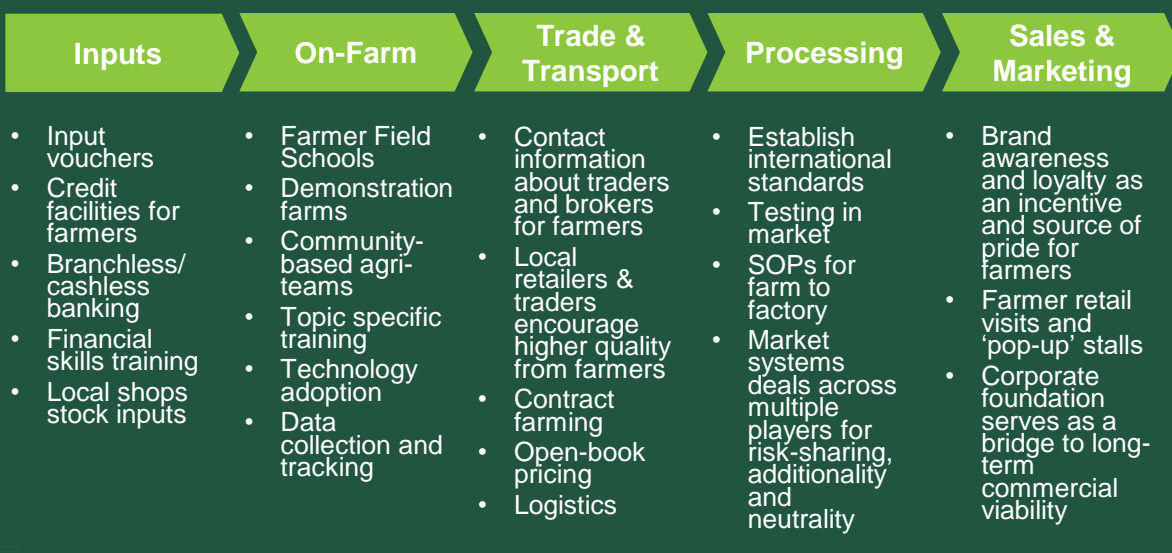 Inputs
On-Farm
Trade &
Transport
Processing
Sales &
Marketing
• Input
vouchers
• Credit
facilities for
farmers
• Branchless/
cashless
banking
• Financial
skills training
• Local shops
stock inputs
• Farmer Field
Schools
• Demonstration
farms
• Community-
based agri-
teams
• Topic specific
training
• Technology
adoption
• Data
collection and
tracking
• Contact
information
about traders
and brokers
for farmers
• Local
retailers &
traders
encourage
higher quality
from farmers
• Contract
farming
• Open-book
pricing
• Logistics
• Establish
international
standards
• Testing in
market
• SOPs for
farm to
factory
• Market
systems
deals across
multiple
players for
risk-sharing,
additionality
and
neutrality
• Brand
awareness
and loyalty as
an incentive
and source of
pride for
farmers
• Farmer retail
visits and
‘pop-up’ stalls
• Corporate
foundation
serves as a
bridge to long-
term
commercial
viability